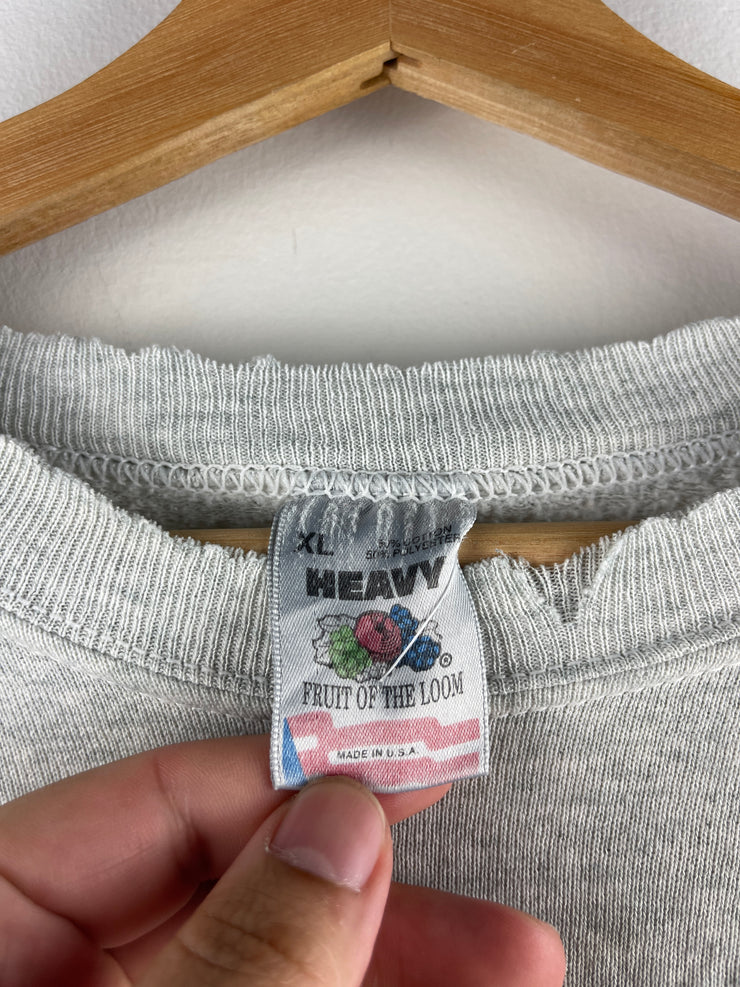 XL
50% COTTON
50% POLYESTER
HEAVY
®
FRUIT OF THE LOOM
MADE IN U.S.A.